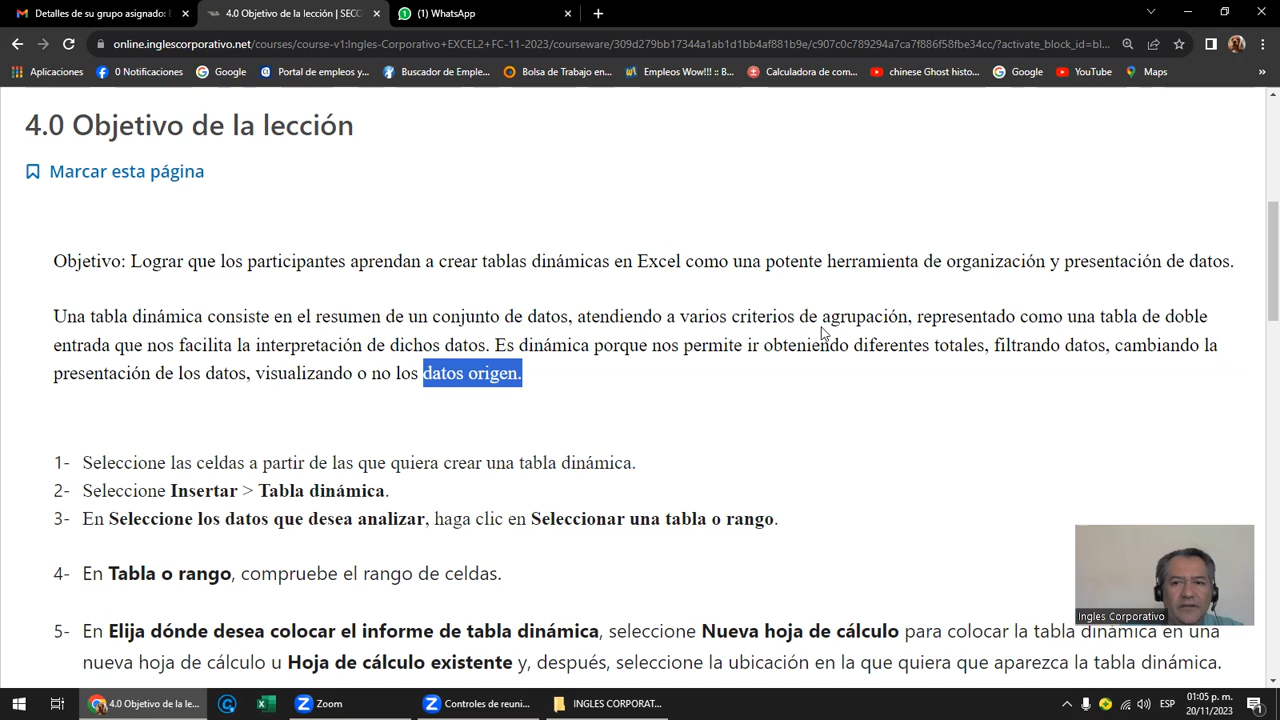 Detalles de su grupo asignado: I
4.0 Objetivo de la lección | SECC
(1) WhatsApp
online.inglescorporativo.net/courses/course-v1:Ingles-Corporativo+EXCEL2+FC-11-2023/courseware/309d279bb17344a1ab1d1bb4af881b9e/c907c0c789294a7ca7f886f58fbe34cc/?activate_block_id=bl...
Aplicaciones
0 Notificaciones
Google
Portal de empleos y...
Buscador de Emple...
Bolsa de Trabajo en...
Empleos Wow!!! :: B...
Calculadora de com...
chinese Ghost histo...
Google
YouTube
Maps
»
4.0 Objetivo de la lección
Marcar esta página
Objetivo: Lograr que los participantes aprendan a crear tablas dinámicas en Excel como una potente herramienta de organización y presentación de datos.
Una tabla dinámica consiste en el resumen de un conjunto de datos, atendiendo a varios criterios de agrupación, representado como una tabla de doble
entrada que nos facilita la interpretación de dichos datos. Es dinámica porque nos permite ir obteniendo diferentes totales, filtrando datos, cambiando la
presentación de los datos, visualizando o no los datos origen.
1- Seleccione las celdas a partir de las que quiera crear una tabla dinámica.
2- Seleccione Insertar > Tabla dinámica.
3- En Seleccione los datos que desea analizar, haga clic en Seleccionar una tabla o rango.
4- En Tabla o rango, compruebe el rango de celdas.
5- En Elija dónde desea colocar el informe de tabla dinámica, seleccione Nueva hoja de cálculo para colocar la tabla dinámica en una
nueva hoja de cálculo u Hoja de cálculo existente y, después, seleccione la ubicación en la que quiera que aparezca la tabla dinámica.
Ingles Corporativo
4.0 Objetivo de la le...
Zoom
Controles de reuni...
INGLES CORPORAT...
ESP
01:05 p. m.
20/11/2023